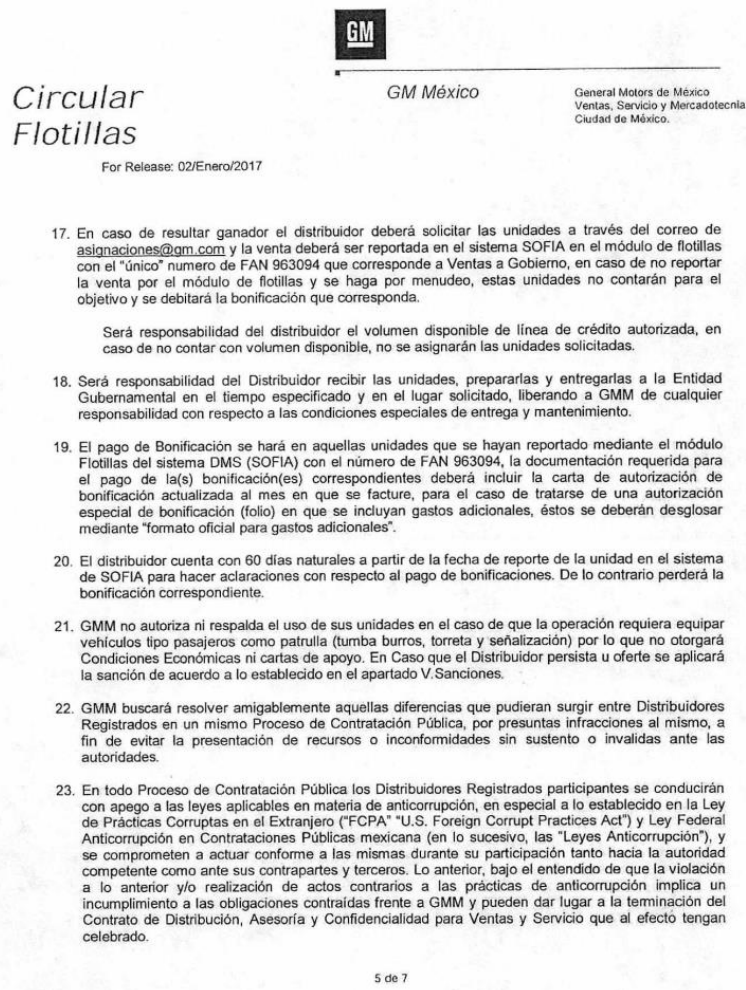 GM
Circular
Flotillas
GM México
General Motors de México
Ventas, Servicio y Mercadotecnia
Ciudad de México.
For Release: 02/Enero/2017
17. En caso de resultar ganador el distribuidor deberá solicitar las unidades a través del correo de
asignaciones@gm.com y la venta deberá ser reportada en el sistema SOFIA en el módulo de flotillas
con el "único" numero de FAN 963094 que corresponde a Ventas a Gobierno, en caso de no reportar
la venta por el módulo de flotillas y se haga por menudeo, estas unidades no contarán para el
objetivo y se debitará la bonificación que corresponda.
Será responsabilidad del distribuidor el volumen disponible de línea de crédito autorizada, en
caso de no contar con volumen disponible, no se asignarán las unidades solicitadas.
18. Será responsabilidad del Distribuidor recibir las unidades, prepararlas y entregarlas a la Entidad
Gubernamental en el tiempo especificado y en el lugar solicitado, liberando a GMM de cualquier
responsabilidad con respecto a las condiciones especiales de entrega y mantenimiento.
19. El pago de Bonificación se hará en aquellas unidades que se hayan reportado mediante el módulo
Flotillas del sistema DMS (SOFIA) con el número de FAN 963094, la documentación requerida para
el pago de la(s) bonificación(es) correspondientes deberá incluir la carta de autorización de
bonificación actualizada al mes en que se facture, para el caso de tratarse de una autorización
especial de bonificación (folio) en que se incluyan gastos adicionales, éstos se deberán desglosar
mediante "formato oficial para gastos adicionales".
20. El distribuidor cuenta con 60 días naturales a partir de la fecha de reporte de la unidad en el sistema
de SOFIA para hacer aclaraciones con respecto al pago de bonificaciones. De lo contrario perderá la
bonificación correspondiente.
21. GMM no autoriza ni respalda el uso de sus unidades en el caso de que la operación requiera equipar
vehículos tipo pasajeros como patrulla (tumba burros, torreta y señalización) por lo que no otorgará
Condiciones Económicas ni cartas de apoyo. En Caso que el Distribuidor persista u oferte se aplicará
la sanción de acuerdo a lo establecido en el apartado V.Sanciones.
22. GMM buscará resolver amigablemente aquellas diferencias que pudieran surgir entre Distribuidores
Registrados en un mismo Proceso de Contratación Pública, por presuntas infracciones al mismo, a
fin de evitar la presentación de recursos o inconformidades sin sustento o invalidas ante las
autoridades.
23. En todo Proceso de Contratación Pública los Distribuidores Registrados participantes se conducirán
con apego a las leyes aplicables en materia de anticorrupción, en especial a lo establecido en la Ley
de Prácticas Corruptas en el Extranjero ("FCPA" "U.S. Foreign Corrupt Practices Act") y Ley Federal
Anticorrupción en Contrataciones Públicas mexicana (en lo sucesivo, las "Leyes Anticorrupción"), y
se comprometen a actuar conforme a las mismas durante su participación tanto hacia la autoridad
competente como ante sus contrapartes y terceros. Lo anterior, bajo el entendido de que la violación
a lo anterior y/o realización de actos contrarios a las prácticas de anticorrupción implica un
incumplimiento a las obligaciones contraídas frente a GMM y pueden dar lugar a la terminación del
Contrato de Distribución, Asesoría y Confidencialidad para Ventas y Servicio que al efecto tengan
celebrado.
5 de 7